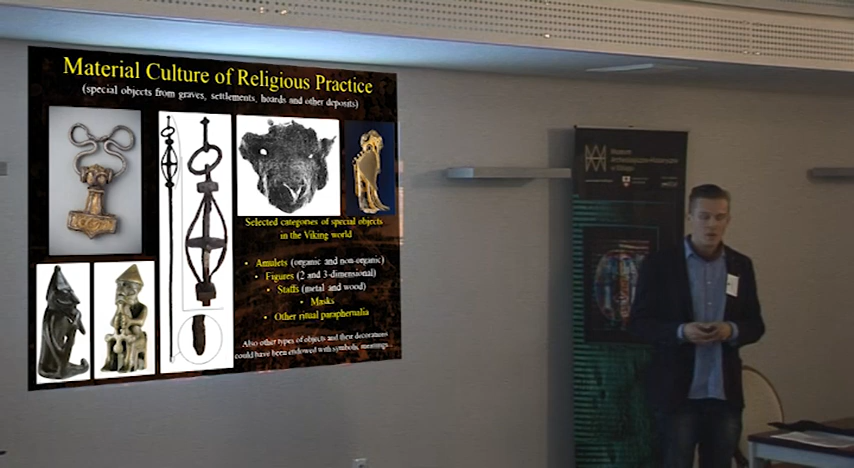 Material Culture of Religious Practice
(special objects from graves, settlements, hoards and other deposits)
Selected categories of special objects
in the Viking world
• Amulets (organic and non-organic)
• Figures (2 and 3-dimensional)
• Staffs (metal and wood)
• Masks
• Other ritual paraphernalia
Also other types of objects and their decorations
could have been endowed with symbolic meanings...